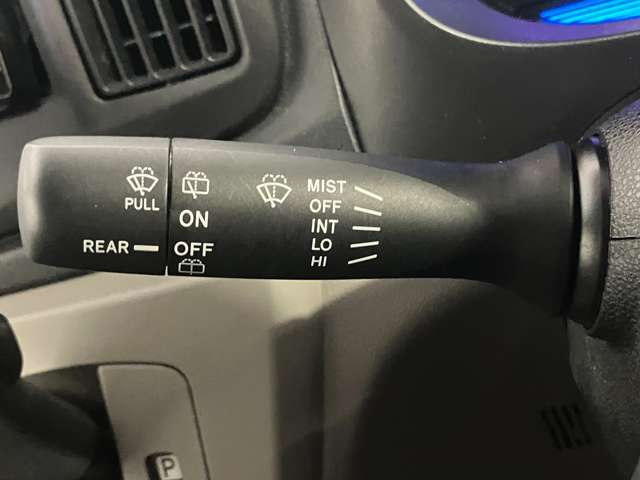 PULL
REAR
ON
OFF
MIST
OFF
INT
LO
HI
P